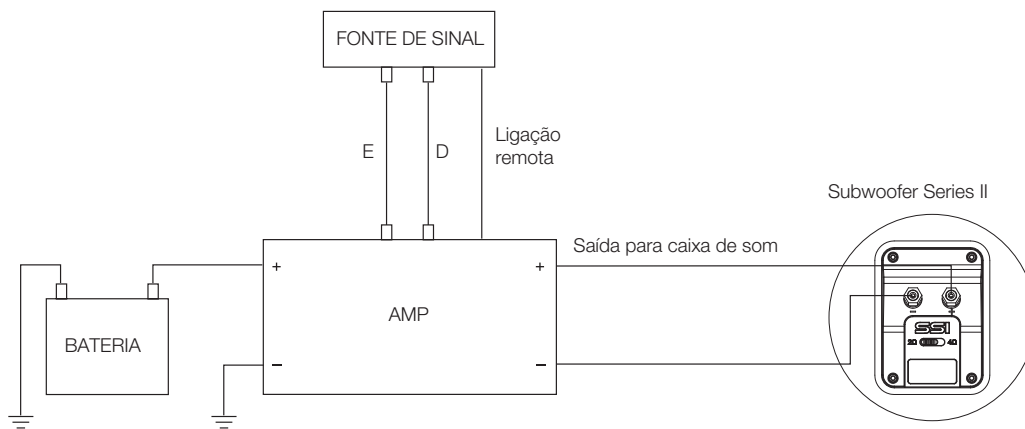 FONTE DE SINAL
E
D
Ligação
remota
Subwoofer Series II
Saída para caixa de som
+
+
AMP
BATERIA
−
−
SSI
2Ω
4Ω